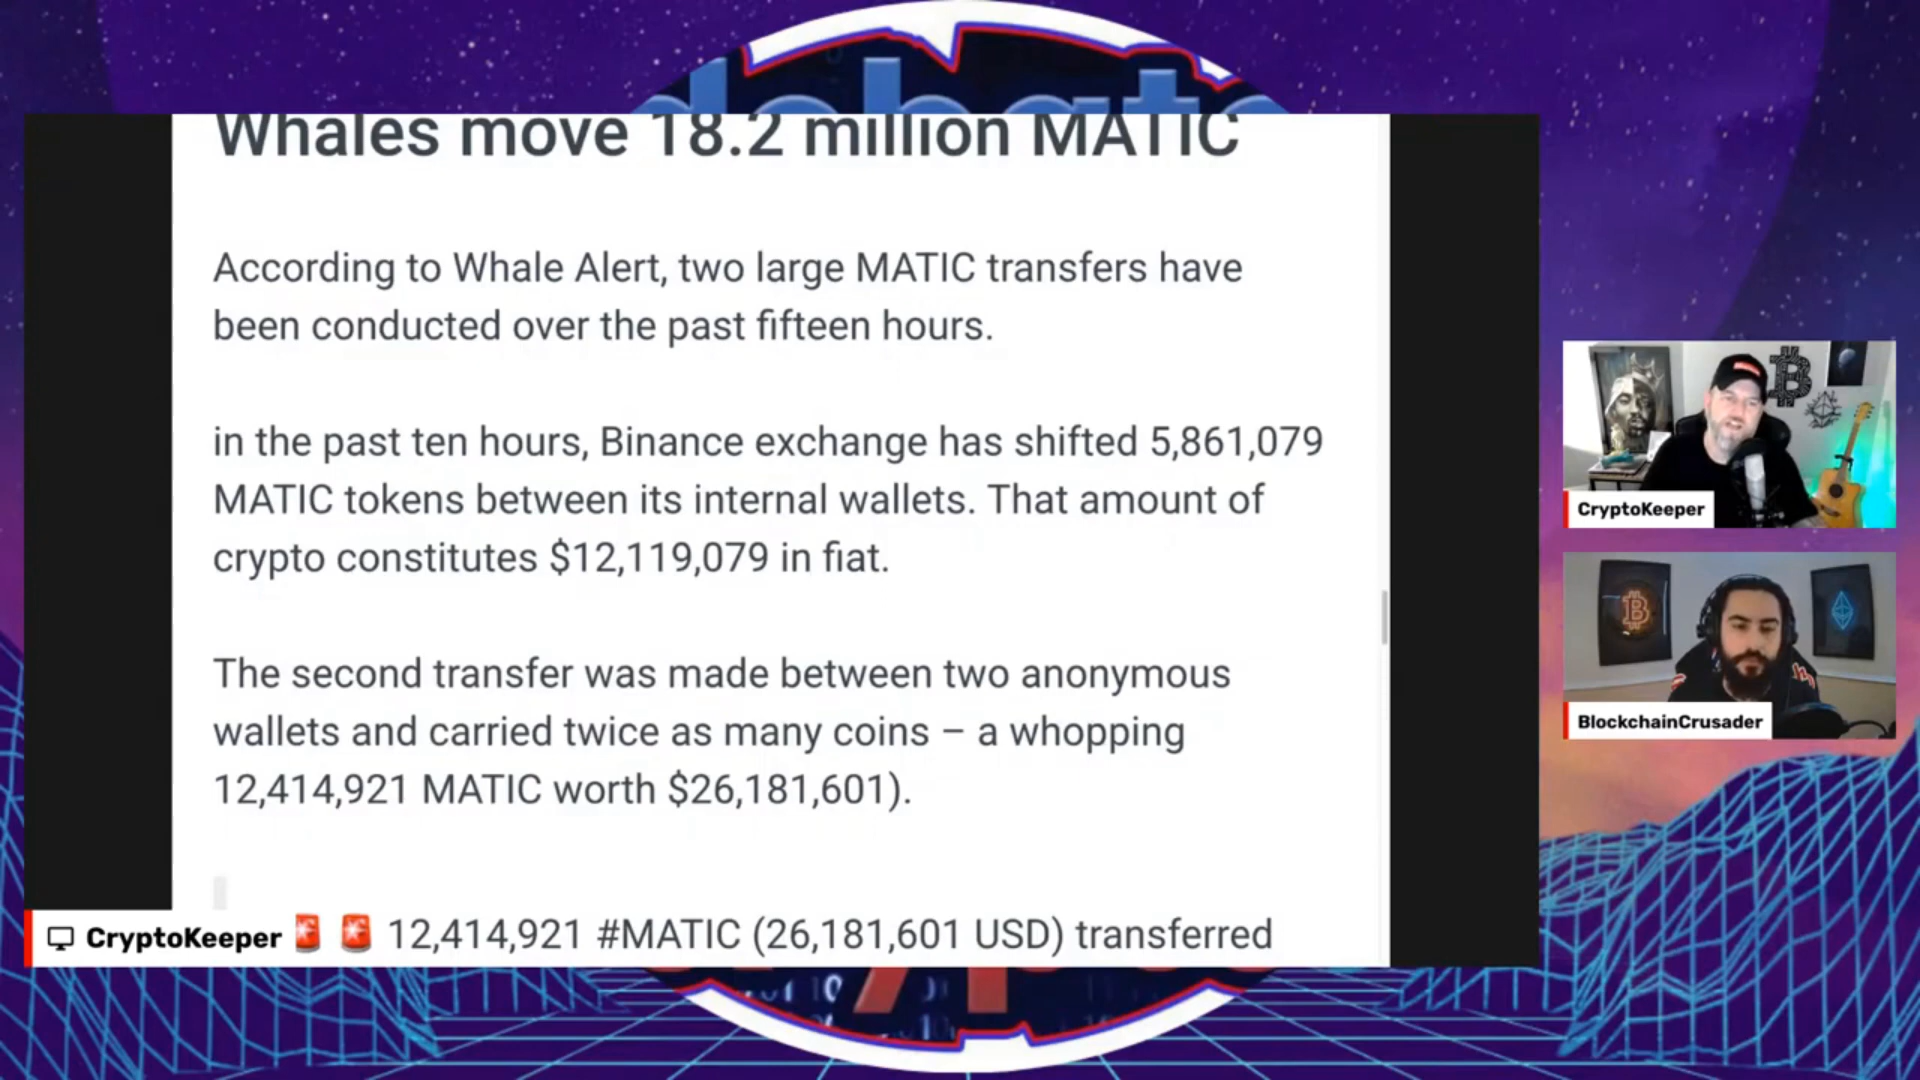 debate
Whales move 18.2 million MATIC
According to Whale Alert, two large MATIC transfers have
been conducted over the past fifteen hours.
in the past ten hours, Binance exchange has shifted 5,861,079
MATIC tokens between its internal wallets. That amount of
crypto constitutes $12,119,079 in fiat.
The second transfer was made between two anonymous
wallets and carried twice as many coins – a whopping
12,414,921 MATIC worth $26,181,601).
CryptoKeeper 🚨 🚨 12,414,921 #MATIC (26,181,601 USD) transferred
CryptoKeeper
BlockchainCrusader